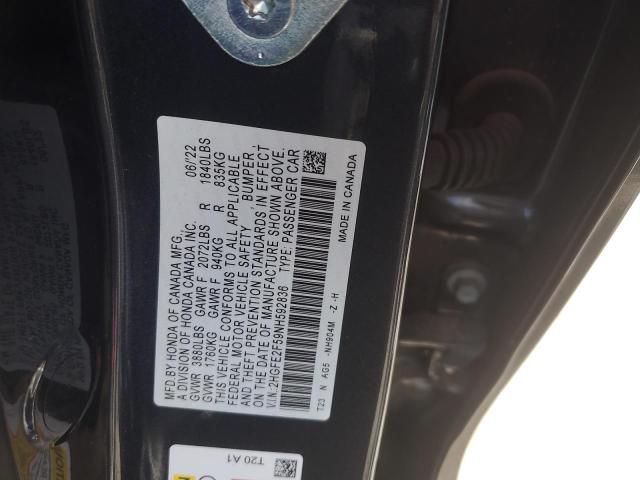 MFD.BY HONDA OF CANADA MFG.,
A DIVISION OF HONDA CANADA INC. 06/'22
GVWR 3880LBS GAWR F 2072LBS R 1840LBS
GVWR 1760KG GAWR F 940KG R 835KG
THIS VEHICLE CONFORMS TO ALL APPLICABLE
FEDERAL MOTOR VEHICLE SAFETY, BUMPER,
AND THEFT PREVENTION STANDARDS IN EFFECT
ON THE DATE OF MANUFACTURE SHOWN ABOVE.
V.I.N.:2HGFE2F59NH592836 TYPE: PASSENGER CAR
T23 N AG5 -NH904M -Z -H
MADE IN CANADA
T20 A1